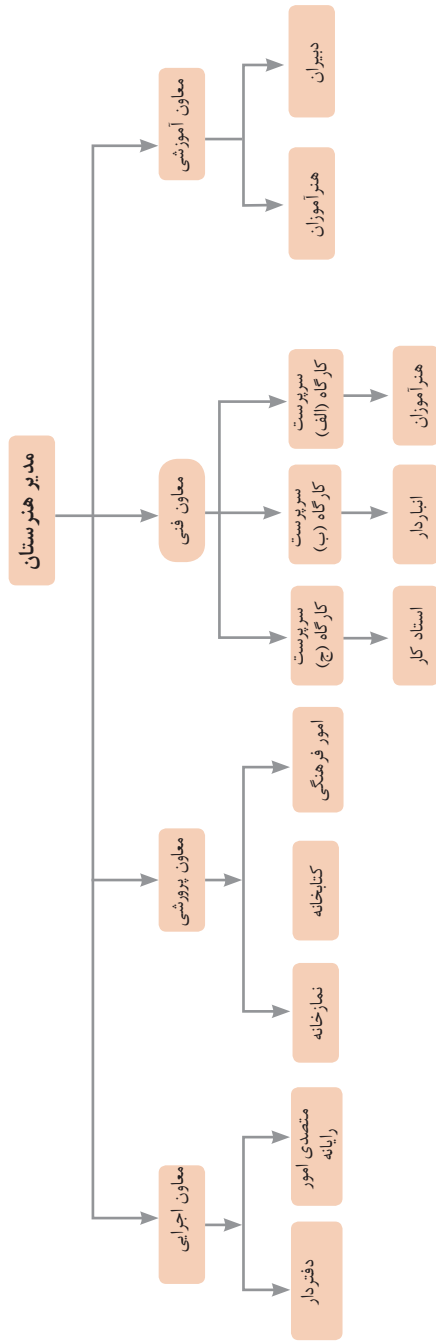 مدیر هنرستان
معاون آموزشی
معاون فنی
معاون پرورشی
معاون اجرایی
دبیران
هنرآموزان
سرپرست
کارگاه (الف)
سرپرست
کارگاه (ب)
سرپرست
کارگاه (ج)
امور فرهنگی
کتابخانه
نمازخانه
متصدی امور
رایانه
دفتردار
هنرآموزان
انباردار
استاد کار